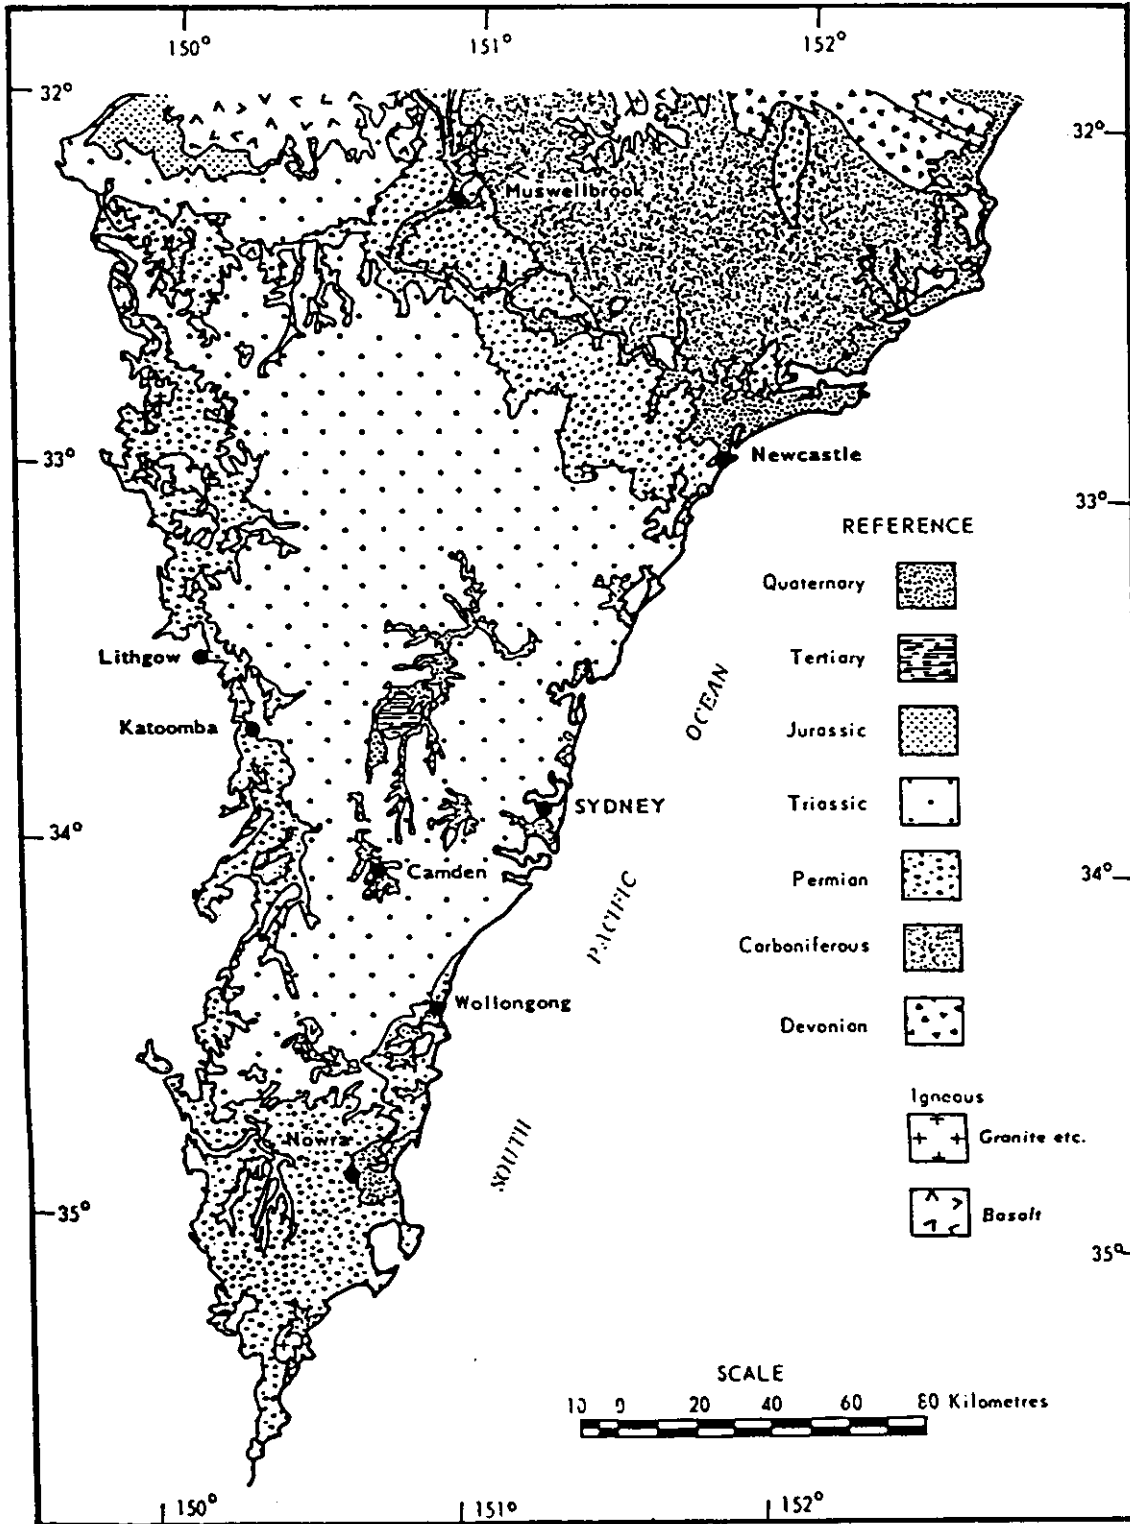 150°
151°
152°
32°
32°
Muswellbrook
33°
Newcastle
33°
REFERENCE
Quaternary
Lithgow
Tertiary
OCEAN
Katoomba
Jurassic
SYDNEY
Triassic
34°
Camden
34°
Permian
PACIFIC
Carboniferous
Wollongong
Devonian
Igneous
Nowra
Granite etc.
SOUTH
35°
Basalt
35°
SCALE
10 0 20 40 60 80 Kilometres
150°
151°
152°